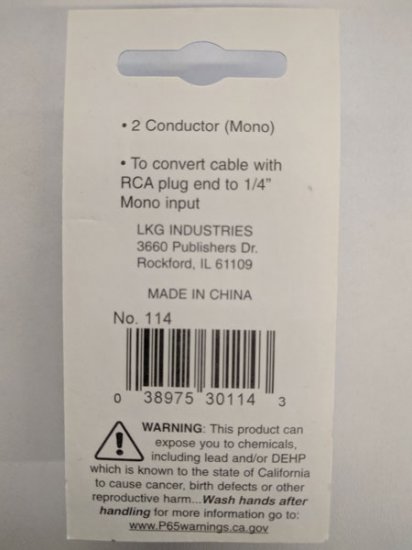 • 2 Conductor (Mono)
• To convert cable with
RCA plug end to 1/4"
Mono input
LKG INDUSTRIES
3660 Publishers Dr.
Rockford, IL 61109
MADE IN CHINA
No. 114
0 38975 30114 3
WARNING: This product can
expose you to chemicals,
including lead and/or DEHP
which is known to the state of California
to cause cancer, birth defects or other
reproductive harm...Wash hands after
handling for more information go to:
www.P65warnings.ca.gov